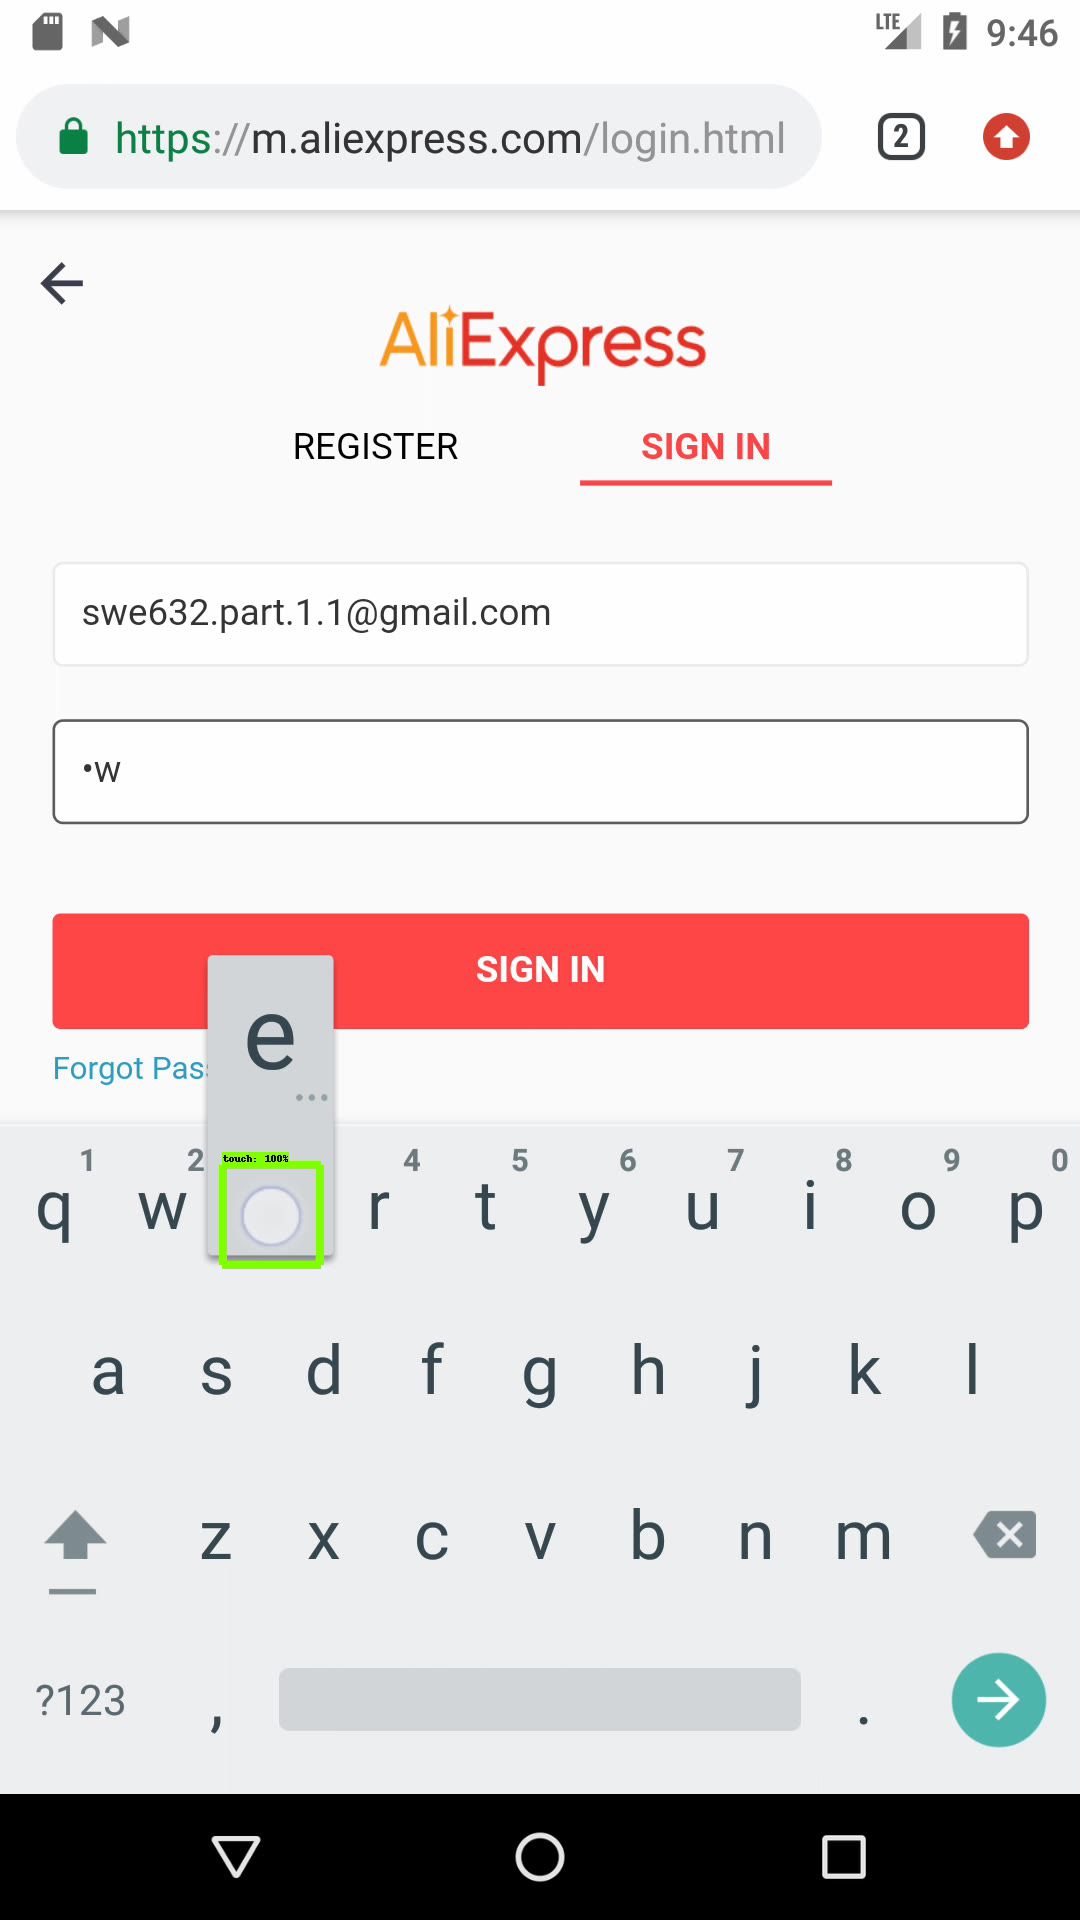 LTE 9:46
https://m.aliexpress.com/login.html 2
AliExpress
REGISTER SIGN IN
swe632.part.1.1@gmail.com
•w
SIGN IN
e
Forgot Pas
...
touch: 100%
1 2 4 5 6 7 8 9 0
q w r t y u i o p
a s d f g h j k l
z x c v b n m
?123 , .